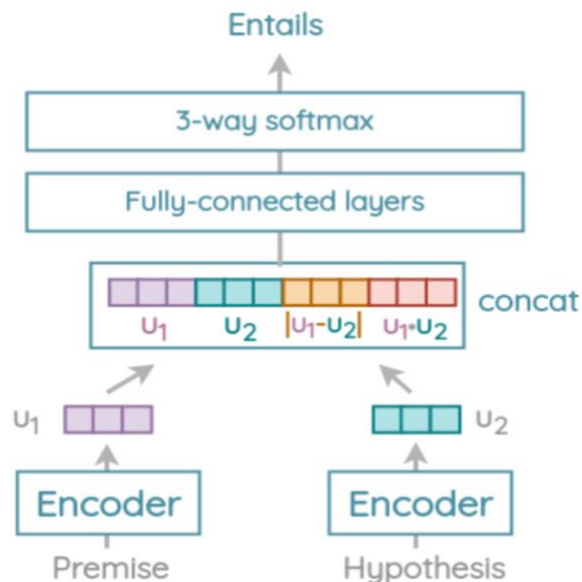 Entails
3-way softmax
Fully-connected layers
concat
u₁ u₂ |u₁-u₂| u₁*u₂
u₁ u₂
Encoder Encoder
Premise Hypothesis